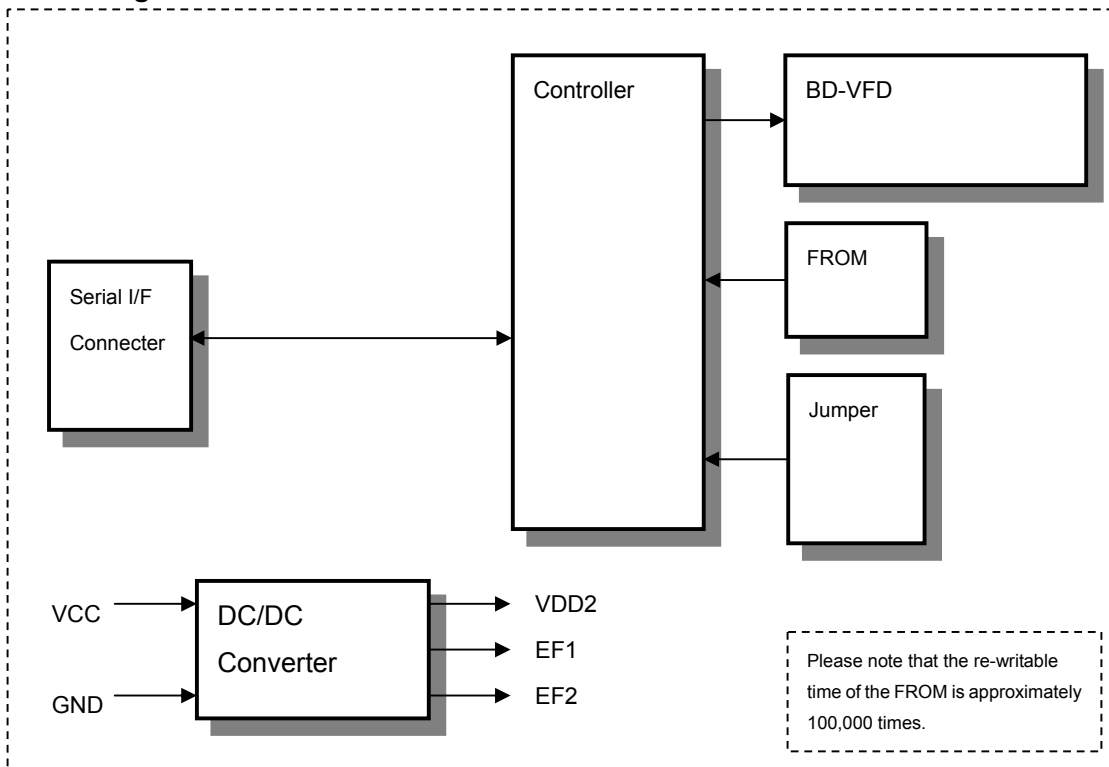 Controller
BD-VFD
FROM
Serial I/F
Connecter
Jumper
VCC
GND
DC/DC
Converter
VDD2
EF1
EF2
Please note that the re-writable
time of the FROM is approximately
100,000 times.